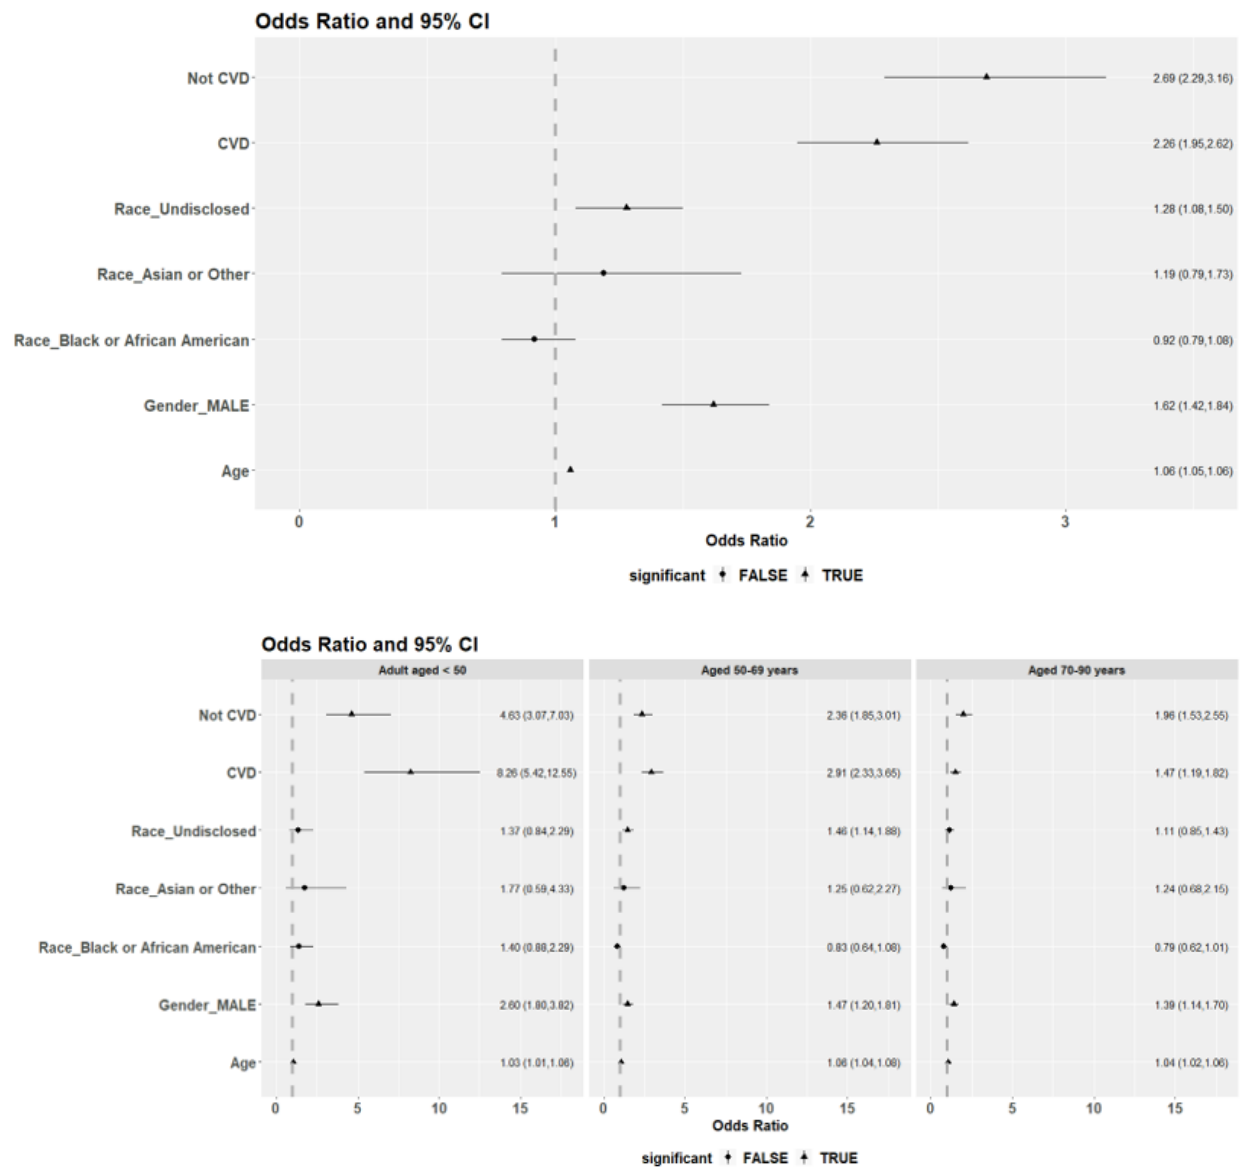 Odds Ratio and 95% CI
Not CVD 2.69 (2.29,3.16)
CVD 2.26 (1.95,2.62)
Race_Undisclosed 1.28 (1.08,1.50)
Race_Asian or Other 1.19 (0.79,1.73)
Race_Black or African American 0.92 (0.79,1.08)
Gender_MALE 1.62 (1.42,1.84)
Age 1.06 (1.05,1.06)
0 1 2 3
Odds Ratio
significant FALSE TRUE
Odds Ratio and 95% CI
Adult aged < 50 Aged 50-69 years Aged 70-90 years
Not CVD 4.63 (3.07,7.03) 2.36 (1.85,3.01) 1.96 (1.53,2.55)
CVD 8.26 (5.42,12.55) 2.91 (2.33,3.65) 1.47 (1.19,1.82)
Race_Undisclosed 1.37 (0.84,2.29) 1.46 (1.14,1.88) 1.11 (0.85,1.43)
Race_Asian or Other 1.77 (0.59,4.33) 1.25 (0.62,2.27) 1.24 (0.68,2.15)
Race_Black or African American 1.40 (0.88,2.29) 0.83 (0.64,1.08) 0.79 (0.62,1.01)
Gender_MALE 2.60 (1.80,3.82) 1.47 (1.20,1.81) 1.39 (1.14,1.70)
Age 1.03 (1.01,1.06) 1.06 (1.04,1.08) 1.04 (1.02,1.06)
0 5 10 15 0 5 10 15 0 5 10 15
Odds Ratio
significant FALSE TRUE